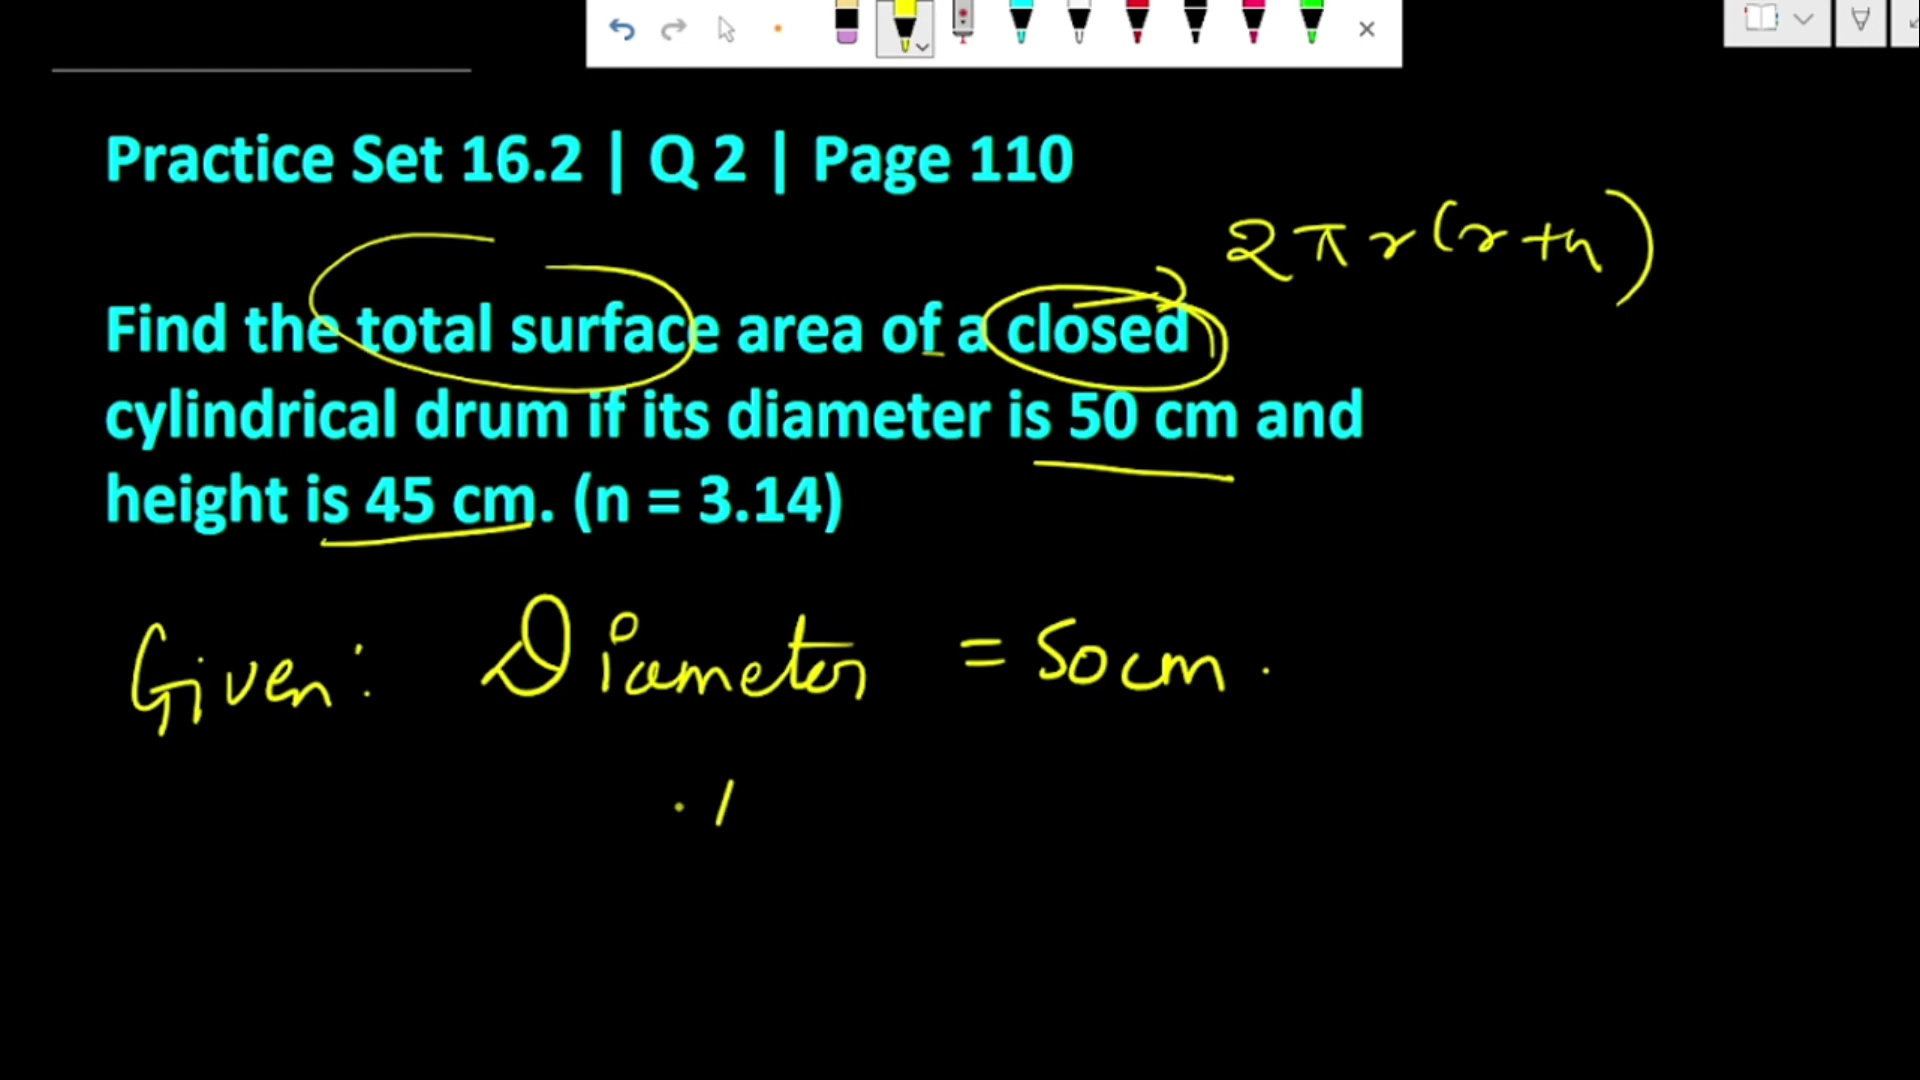 Practice Set 16.2 | Q 2 | Page 110
2πr(r+h)
Find the total surface area of a closed
cylindrical drum if its diameter is 50 cm and
height is 45 cm. (n = 3.14)
Given: Diameter = 50cm.